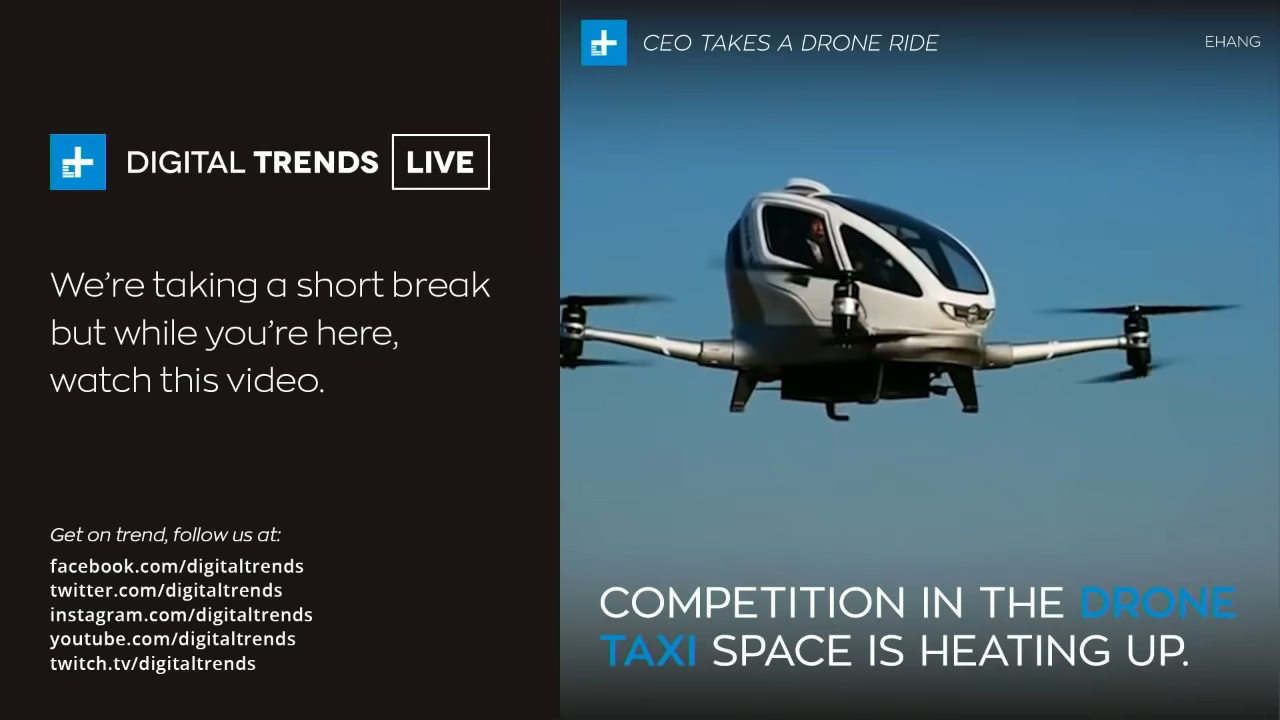 DIGITAL TRENDS LIVE
We're taking a short break
but while you're here,
watch this video.
Get on trend, follow us at:
facebook.com/digitaltrends
twitter.com/digitaltrends
instagram.com/digitaltrends
youtube.com/digitaltrends
twitch.tv/digitaltrends
CEO TAKES A DRONE RIDE
EHANG
COMPETITION IN THE DRONE
TAXI SPACE IS HEATING UP.